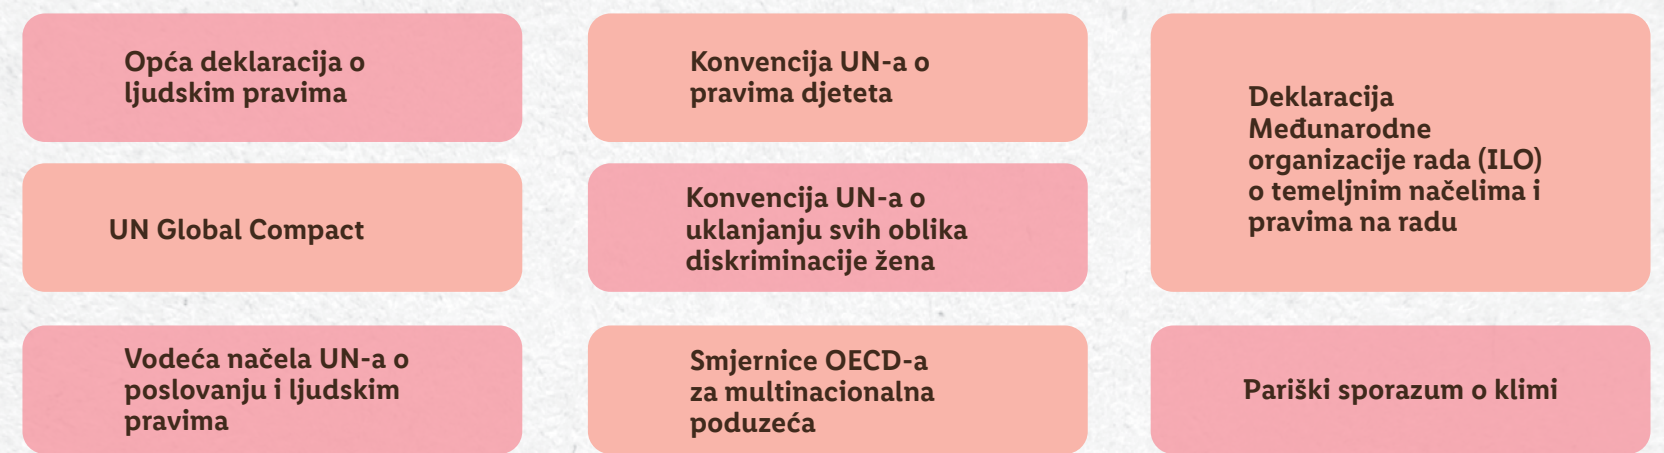 Opća deklaracija o
ljudskim pravima
Konvencija UN-a o
pravima djeteta
Deklaracija
Međunarodne
organizacije rada (ILO)
o temeljnim načelima i
pravima na radu
UN Global Compact
Konvencija UN-a o
uklanjanju svih oblika
diskriminacije žena
Vodeća načela UN-a o
poslovanju i ljudskim
pravima
Smjernice OECD-a
za multinacionalna
poduzeća
Pariški sporazum o klimi